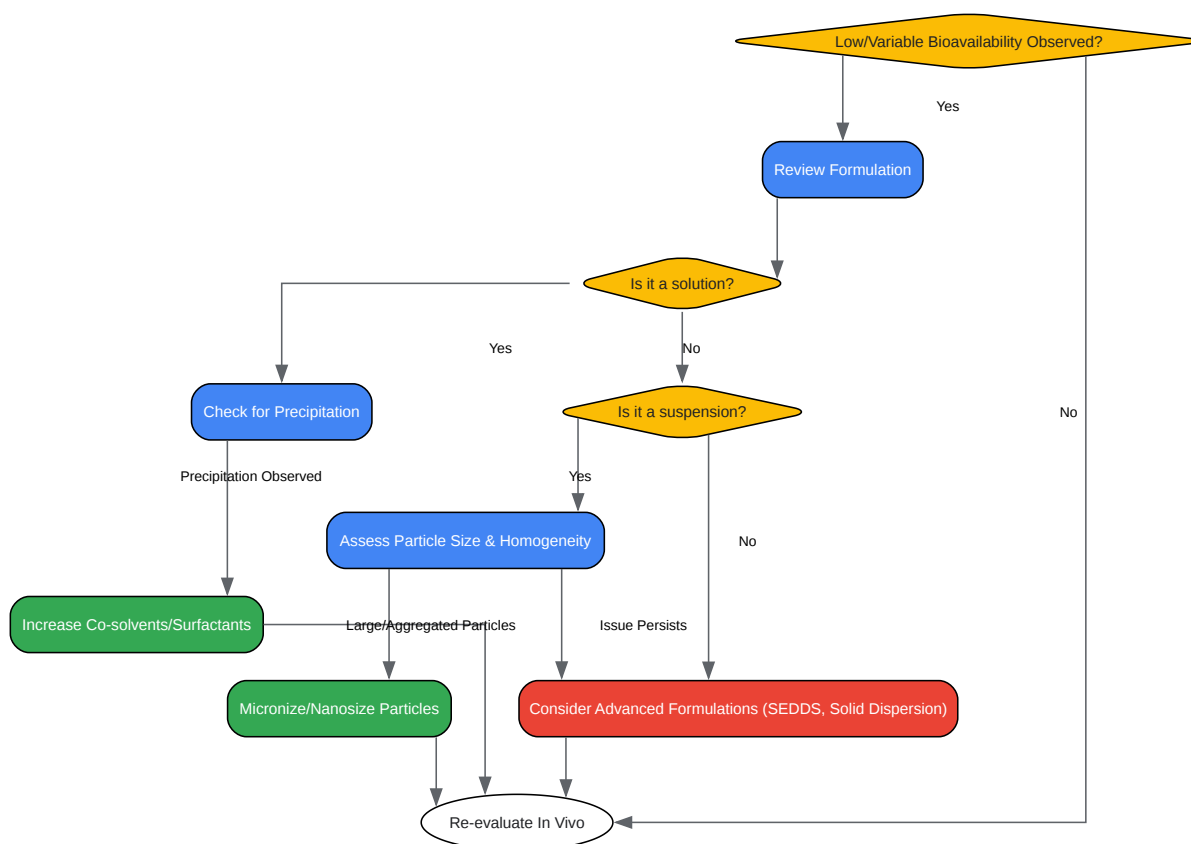 Low/Variable Bioavailability Observed?
Yes
Review Formulation
Is it a solution?
Yes
No
Check for Precipitation
Is it a suspension?
No
Precipitation Observed
Yes
Assess Particle Size & Homogeneity
No
Increase Co-solvents/Surfactants
Large/Aggregated Particles
Issue Persists
Micronize/Nanosize Particles
Consider Advanced Formulations (SEDDS, Solid Dispersion)
Re-evaluate In Vivo